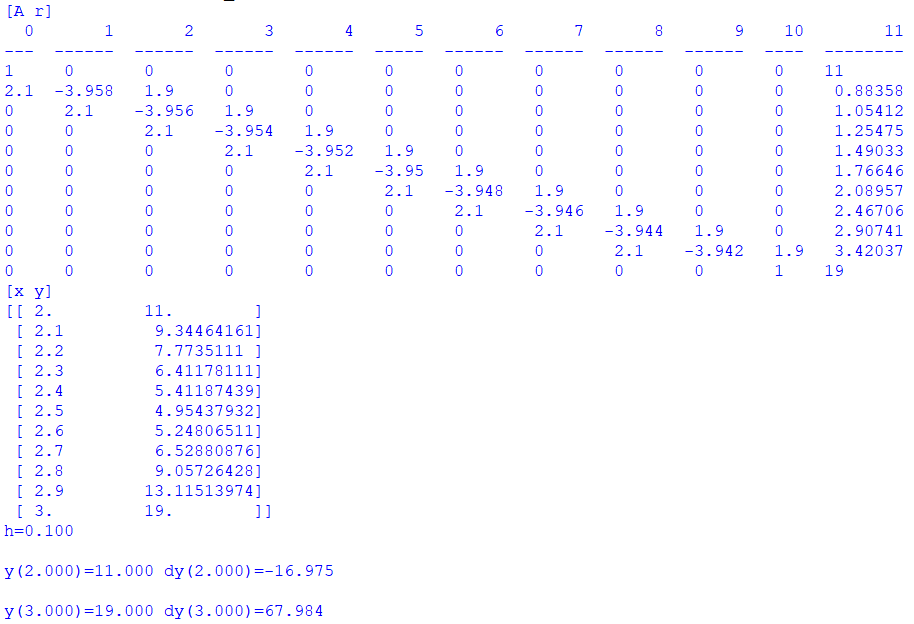 [A r]
  0       1       2       3       4      5       6       7       8       9    10        11
---  ------  ------  ------  ------  -----  ------  ------  ------  ------  ----  --------
1     0       0       0       0       0      0       0       0       0       0    11
2.1  -3.958   1.9     0       0       0      0       0       0       0       0     0.88358
0     2.1    -3.956   1.9     0       0      0       0       0       0       0     1.05412
0     0       2.1    -3.954   1.9     0      0       0       0       0       0     1.25475
0     0       0       2.1    -3.952   1.9    0       0       0       0       0     1.49033
0     0       0       0       2.1    -3.95   1.9     0       0       0       0     1.76646
0     0       0       0       0       2.1   -3.948   1.9     0       0       0     2.08957
0     0       0       0       0       0      2.1    -3.946   1.9     0       0     2.46706
0     0       0       0       0       0      0       2.1    -3.944   1.9     0     2.90741
0     0       0       0       0       0      0       0       2.1    -3.942   1.9   3.42037
0     0       0       0       0       0      0       0       0       0       1    19
[x y]
[[ 2.         11.        ]
 [ 2.1         9.34464161]
 [ 2.2         7.7735111 ]
 [ 2.3         6.41178111]
 [ 2.4         5.41187439]
 [ 2.5         4.95437932]
 [ 2.6         5.24806511]
 [ 2.7         6.52880876]
 [ 2.8         9.05726428]
 [ 2.9        13.11513974]
 [ 3.         19.        ]]
h=0.100
y(2.000)=11.000 dy(2.000)=-16.975
y(3.000)=19.000 dy(3.000)=67.984